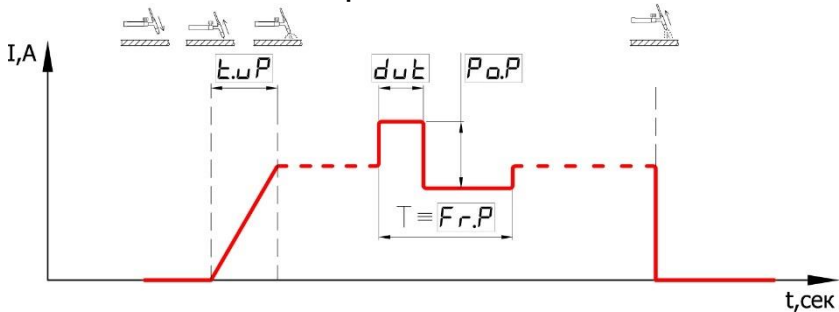 I,A
t.uP
dut
Po.P
T ≡ Fr.P
t,сек